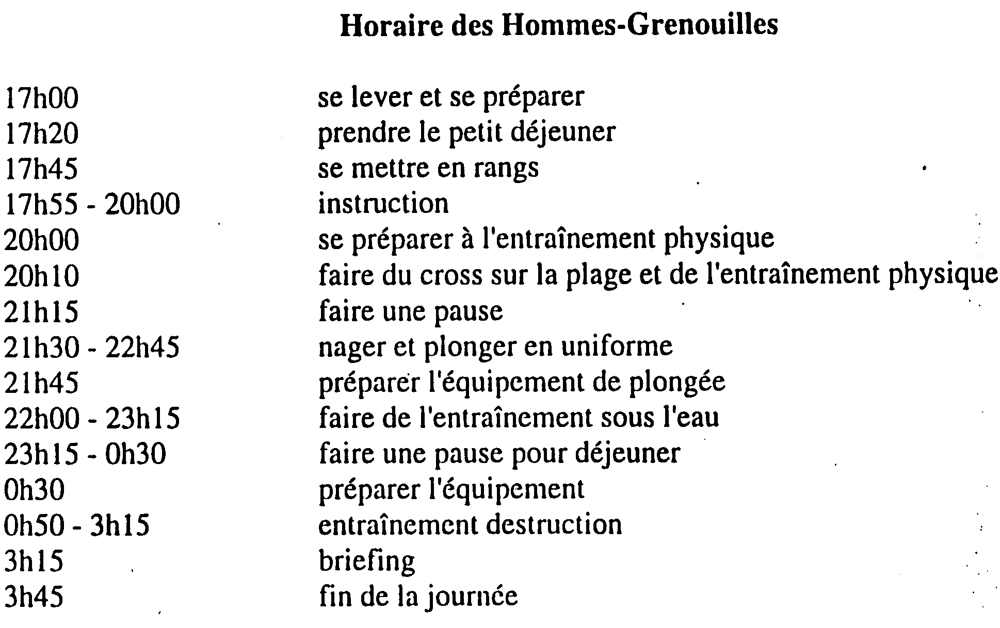 Horaire des Hommes-Grenouilles
17h00 se lever et se préparer
17h20 prendre le petit déjeuner
17h45 se mettre en rangs
17h55 - 20h00 instruction
20h00 se préparer à l'entraînement physique
20h10 faire du cross sur la plage et de l'entraînement physique
21h15 faire une pause
21h30 - 22h45 nager et plonger en uniforme
21h45 préparer l'équipement de plongée
22h00 - 23h15 faire de l'entraînement sous l'eau
23h15 - 0h30 faire une pause pour déjeuner
0h30 préparer l'équipement
0h50 - 3h15 entraînement destruction
3h15 briefing
3h45 fin de la journée